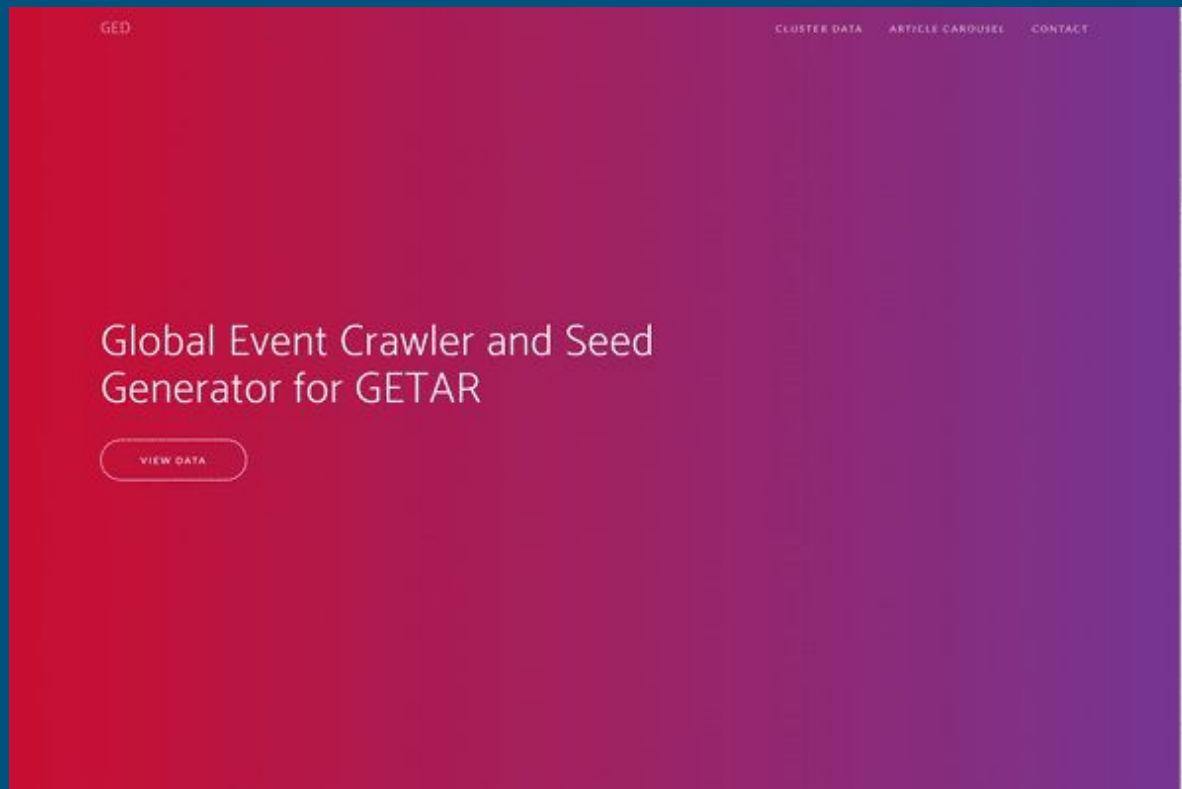 GED
CLUSTER DATA ARTICLE CAROUSEL CONTACT
Global Event Crawler and Seed
Generator for GETAR
VIEW DATA